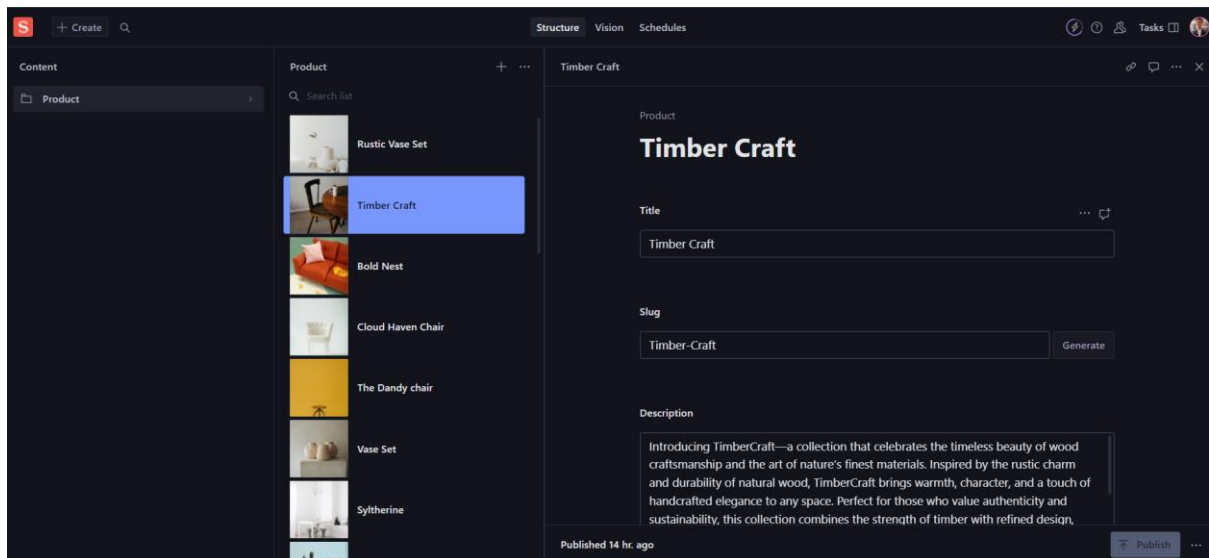 S
+ Create
Structure Vision Schedules
Tasks
Content
Product
Product
Search list
Rustic Vase Set
Timber Craft
Bold Nest
Cloud Haven Chair
The Dandy chair
Vase Set
Syltherine
Timber Craft
Product
Timber Craft
Title
Timber Craft
Slug
Timber-Craft
Generate
Description
Introducing TimberCraft—a collection that celebrates the timeless beauty of wood
craftsmanship and the art of nature's finest materials. Inspired by the rustic charm
and durability of natural wood, TimberCraft brings warmth, character, and a touch of
handcrafted elegance to any space. Perfect for those who value authenticity and
sustainability, this collection combines the strength of timber with refined design,
Published 14 hr. ago
Publish